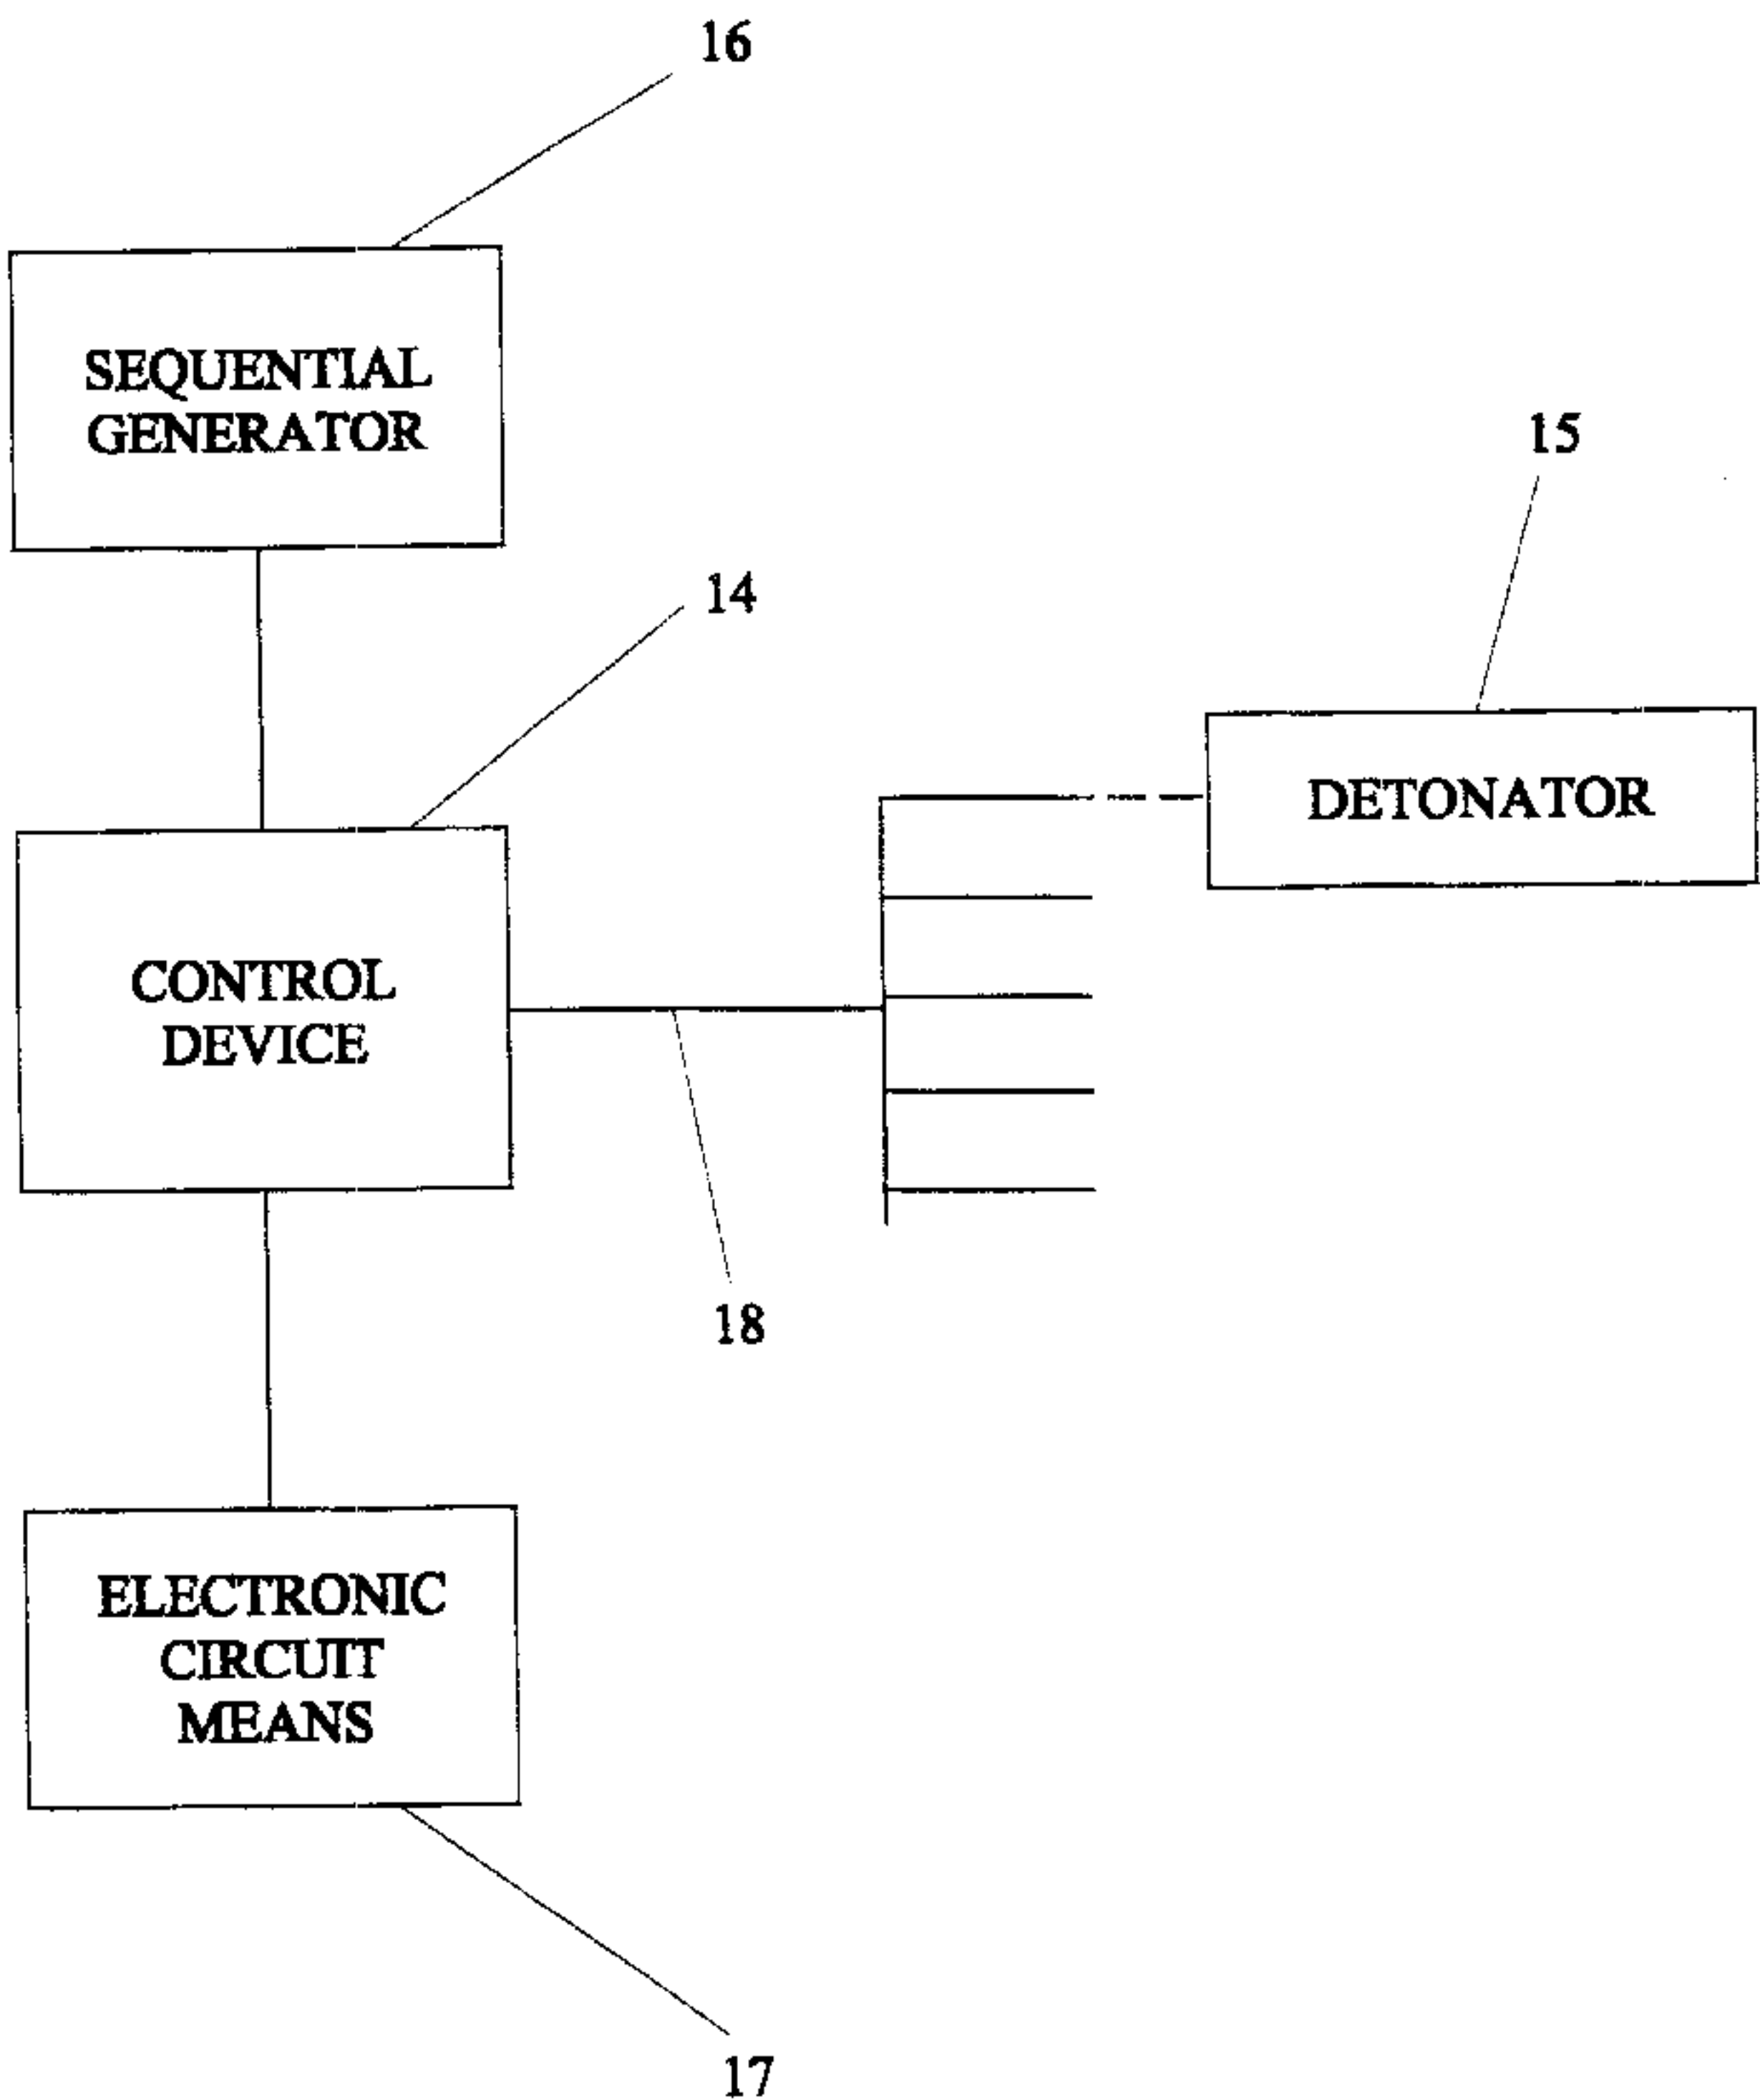 16
SEQUENTIAL
GENERATOR
15
14
DETONATOR
CONTROL
DEVICE
18
ELECTRONIC
CIRCUIT
MEANS
17